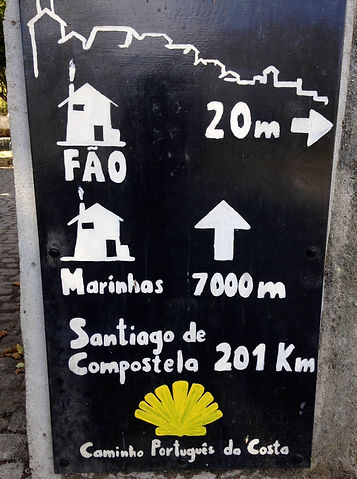 20m
FÃO
Marinhas 7000m
Santiago de
Compostela 201 Km
Caminho Português da Costa